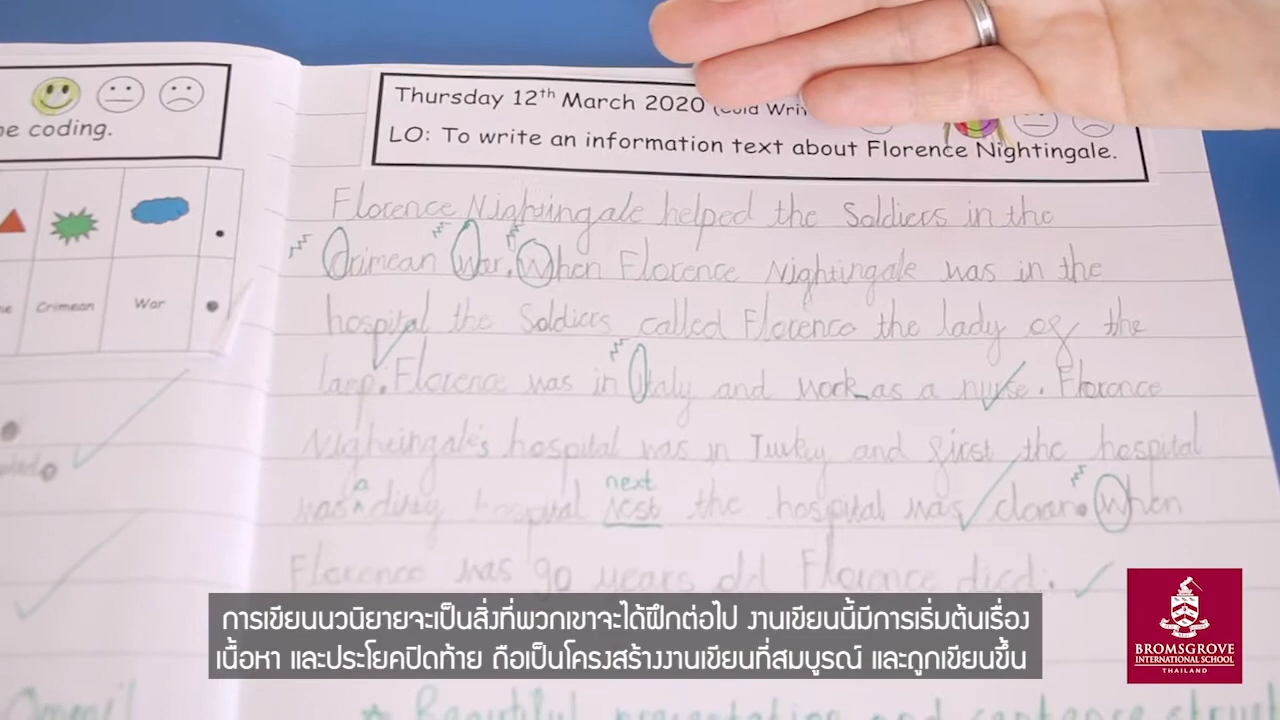 Thursday 12th March 2020 (Cold Writ
LO: To write an information text about Florence Nightingale.
e coding.
Crimean
War
Florence Nightingale helped the Soldiers in the
Crimean War. When Florence Nightingale was in the
hospital the Soldiers called Florence the lady of the
lamp. Florence was in Italy and work as a nurse. Florence
Nightingale's hospital was in Turkey and first the hospital
was a dirty hospital next
nest the hospital was clean. When
Florence was 90 years old Florence died.
การเขียนนวนิยายจะเป็นสิ่งที่พวกเขาจะได้ฝึกต่อไป งานเขียนนี้มีการเริ่มต้นเรื่อง
เนื้อหา และประโยคปิดท้าย ถือเป็นโครงสร้างงานเขียนที่สมบูรณ์ และถูกเขียนขึ้น
BROMSGROVE
INTERNATIONAL SCHOOL
THAILAND